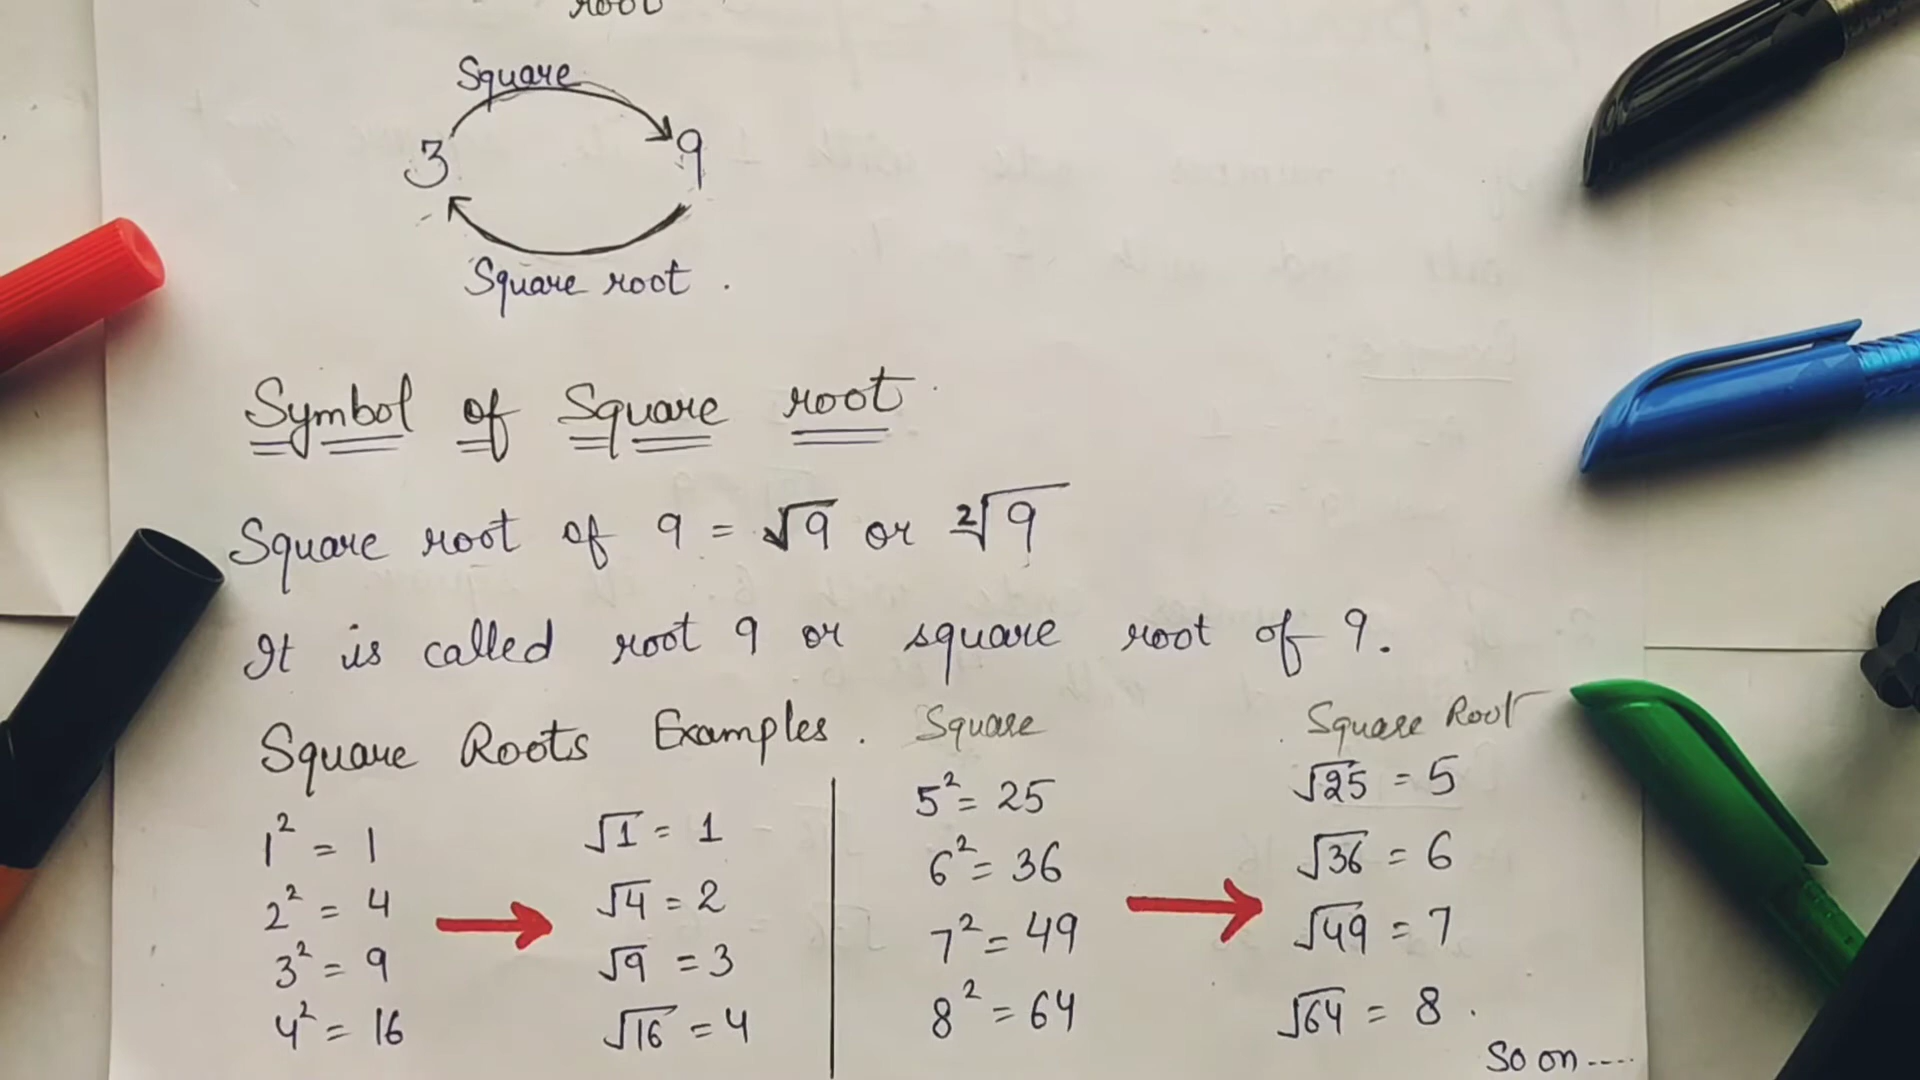 root
Square
3 9
Square root .
Symbol of Square root
Square root of 9 = √9 or ²√9
It is called root 9 or square root of 9.
Square Roots Examples . Square Square Root
1² = 1 √1 = 1 5² = 25 √25 = 5
2² = 4 √4 = 2 6² = 36 √36 = 6
3² = 9 √9 = 3 7² = 49 √49 = 7
4² = 16 √16 = 4 8² = 64 √64 = 8 .
So on ----